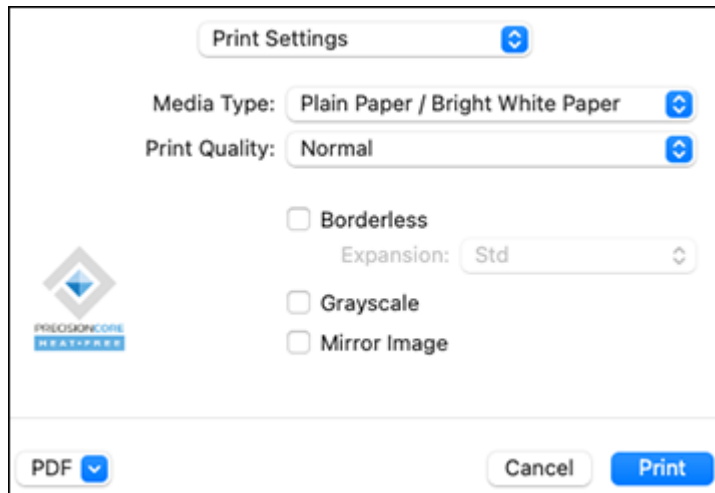 Print Settings
Media Type: Plain Paper / Bright White Paper
Print Quality: Normal
Borderless
Expansion: Std
Grayscale
Mirror Image
PRECISIONCORE
HEAT-FREE
PDF Cancel Print